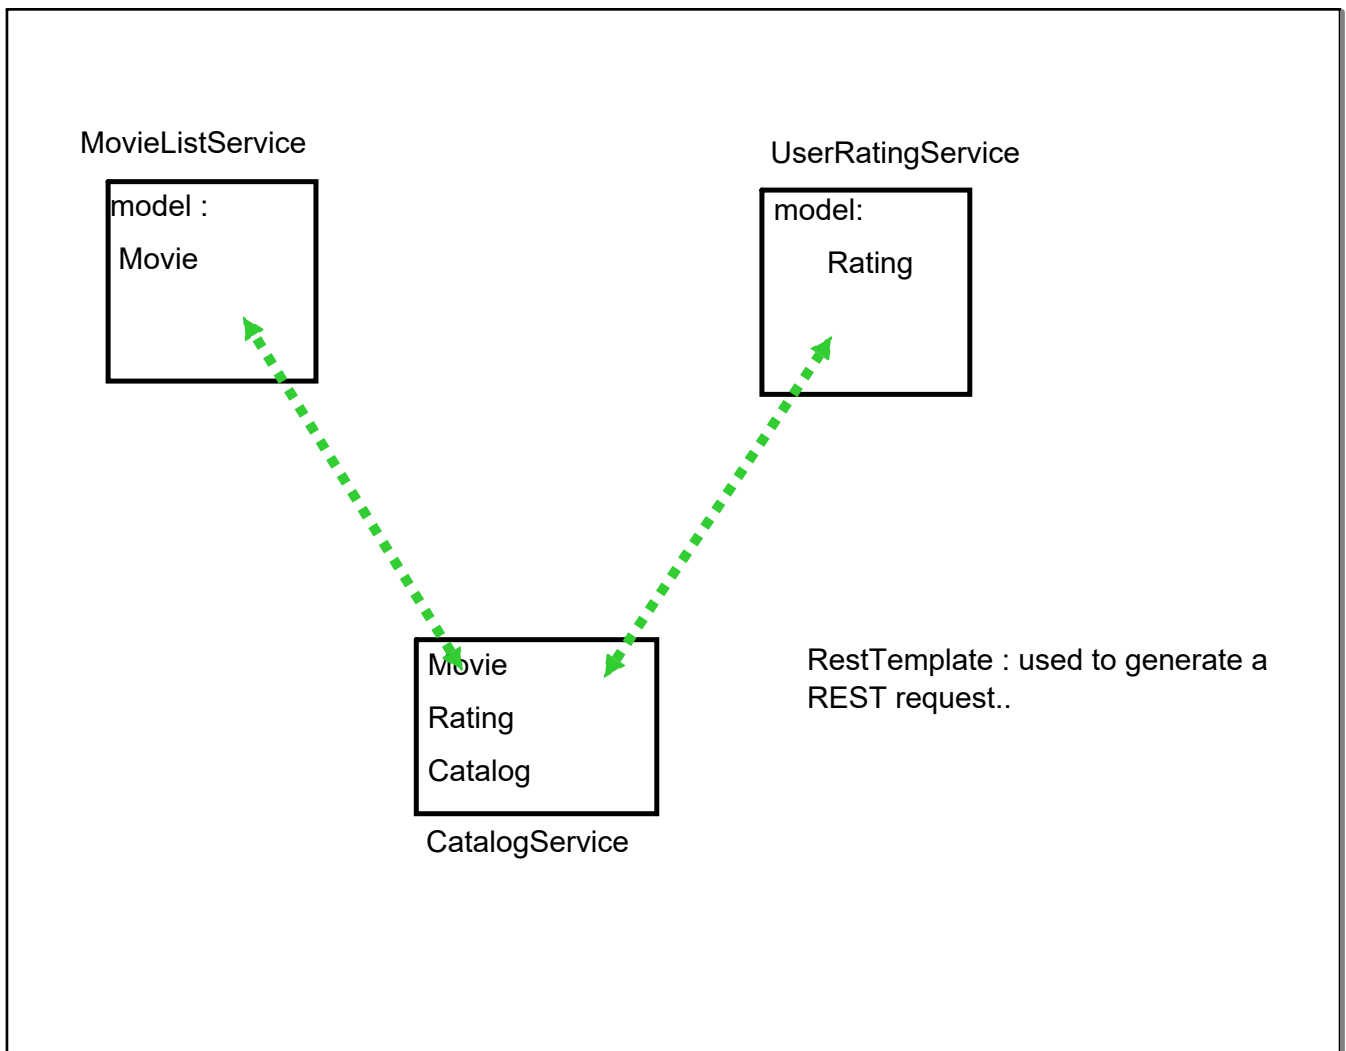 MovieListService
model :
Movie
UserRatingService
model:
Rating
Movie
Rating
Catalog
CatalogService
RestTemplate : used to generate a
REST request..